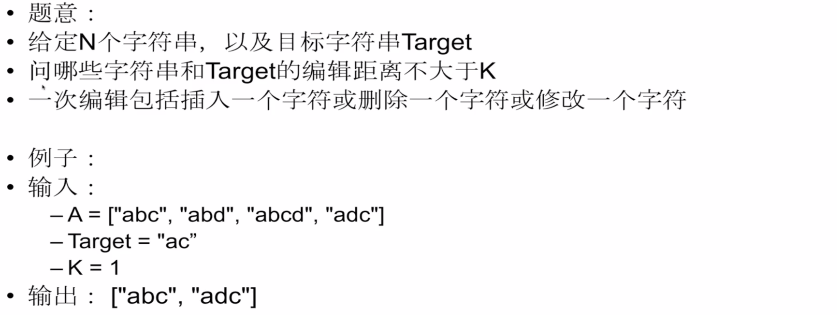 • 题意：
• 给定N个字符串，以及目标字符串Target
• 问哪些字符串和Target的编辑距离不大于K
• 一次编辑包括插入一个字符或删除一个字符或修改一个字符
• 例子：
• 输入：
– A = ["abc", "abd", "abcd", "adc"]
– Target = "ac”
– K = 1
• 输出： ["abc", "adc"]